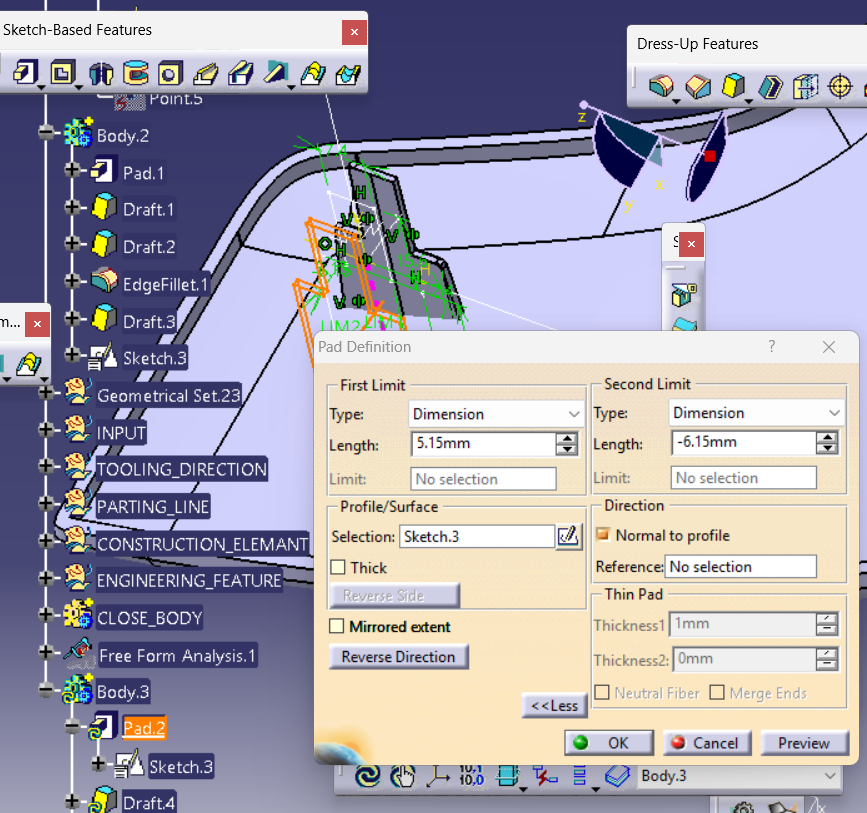 Sketch-Based Features
Dress-Up Features
Point.5
Body.2
Pad.1
Draft.1
Draft.2
EdgeFillet.1
Draft.3
Sketch.3
Geometrical Set.23
INPUT
TOOLING_DIRECTION
PARTING_LINE
CONSTRUCTION_ELEMANT
ENGINEERING_FEATURE
CLOSE_BODY
Free Form Analysis.1
Body.3
Pad.2
Sketch.3
Draft.4
m...
S
z
x
y
H
V
H
V
H
V
Pad Definition
?
First Limit
Type: Dimension
Length: 5.15mm
Limit: No selection
Second Limit
Type: Dimension
Length: -6.15mm
Limit: No selection
Profile/Surface
Selection: Sketch.3
Thick
Reverse Side
Mirrored extent
Reverse Direction
<<Less
Direction
Normal to profile
Reference: No selection
Thin Pad
Thickness1 1mm
Thickness2: 0mm
Neutral Fiber Merge Ends
OK Cancel Preview
10,1
10,0
Body.3